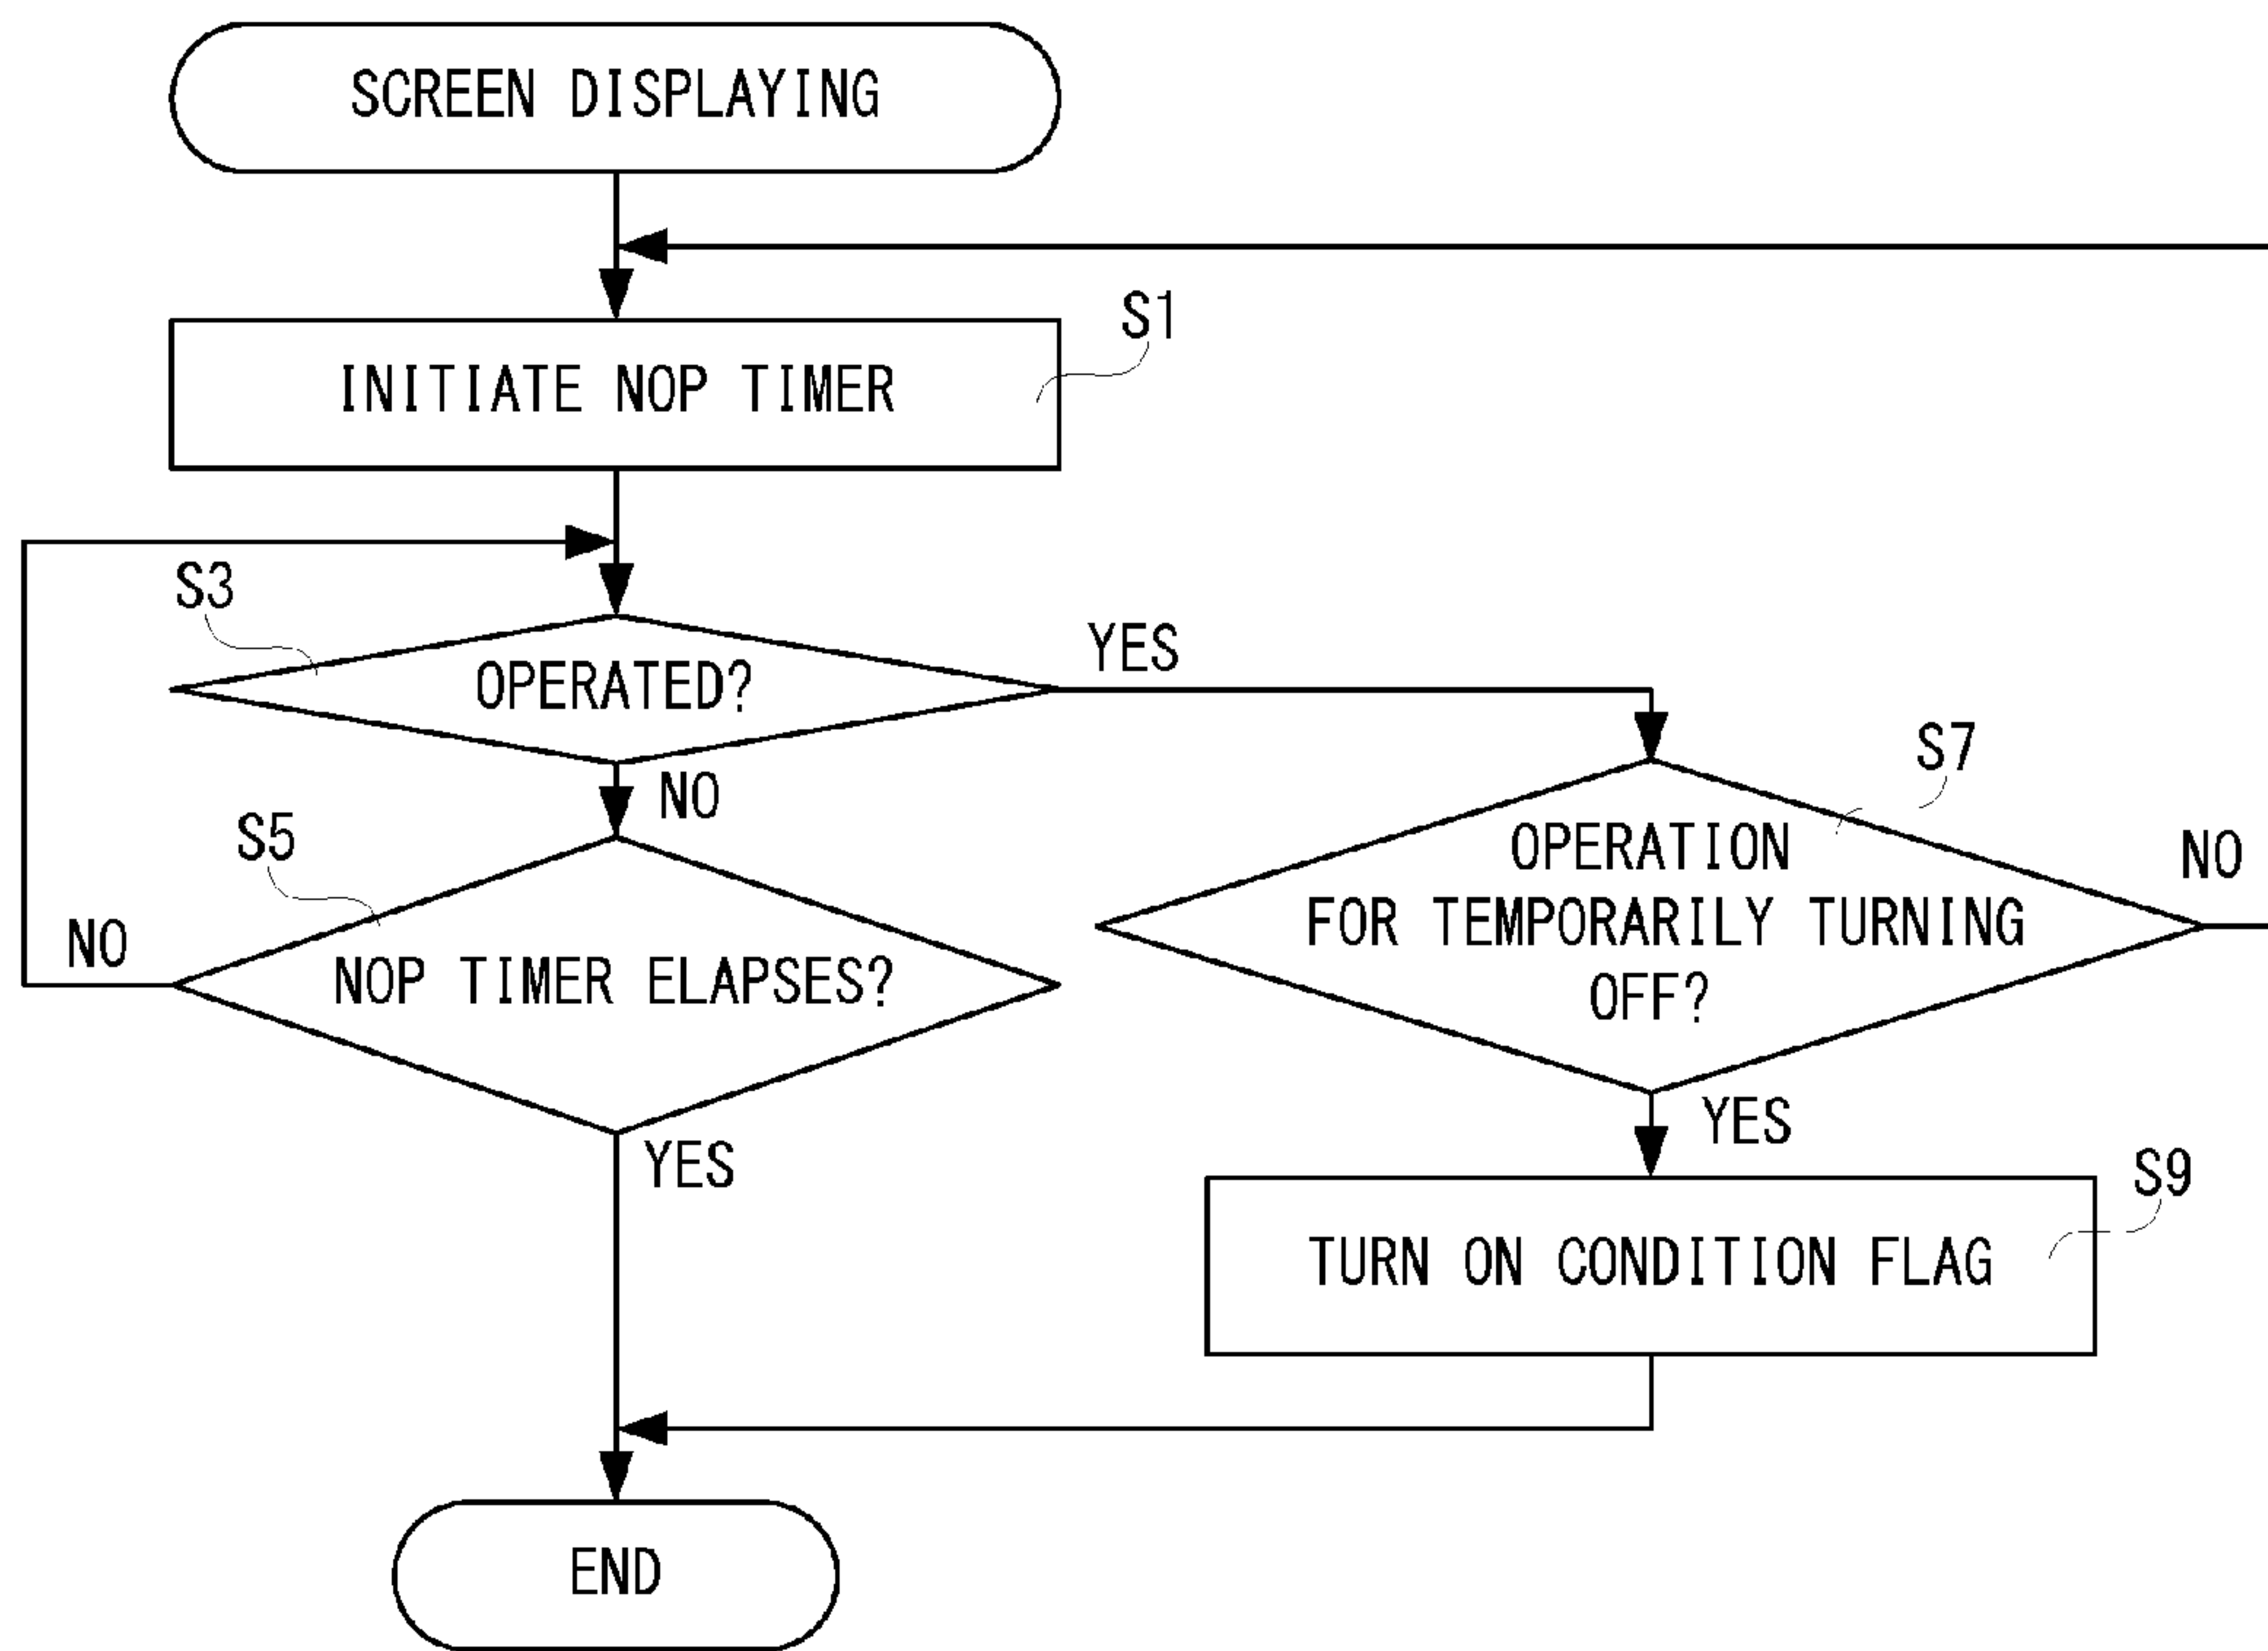 SCREEN DISPLAYING
S1
INITIATE NOP TIMER
S3
OPERATED?
YES
NO
S7
OPERATION
FOR TEMPORARILY TURNING
OFF?
NO
S5
NO
NOP TIMER ELAPSES?
YES
YES
S9
TURN ON CONDITION FLAG
END